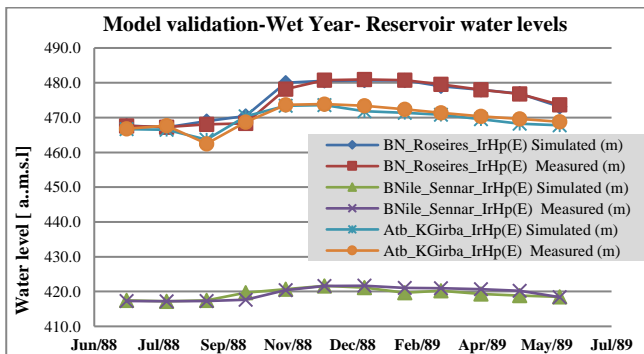 Model validation-Wet Year- Reservoir water levels
Water level [ a..m.s.l]
490.0
480.0
470.0
460.0
450.0
440.0
430.0
420.0
410.0
BN_Roseires_IrHp(E) Simulated (m)
BN_Roseires_IrHp(E) Measured (m)
BNile_Sennar_IrHp(E) Simulated (m)
BNile_Sennar_IrHp(E) Measured (m)
Atb_KGirba_IrHp(E) Simulated (m)
Atb_KGirba_IrHp(E) Measured (m)
Jun/88 Jul/88 Sep/88 Nov/88 Dec/88 Feb/89 Apr/89 May/89 Jul/89